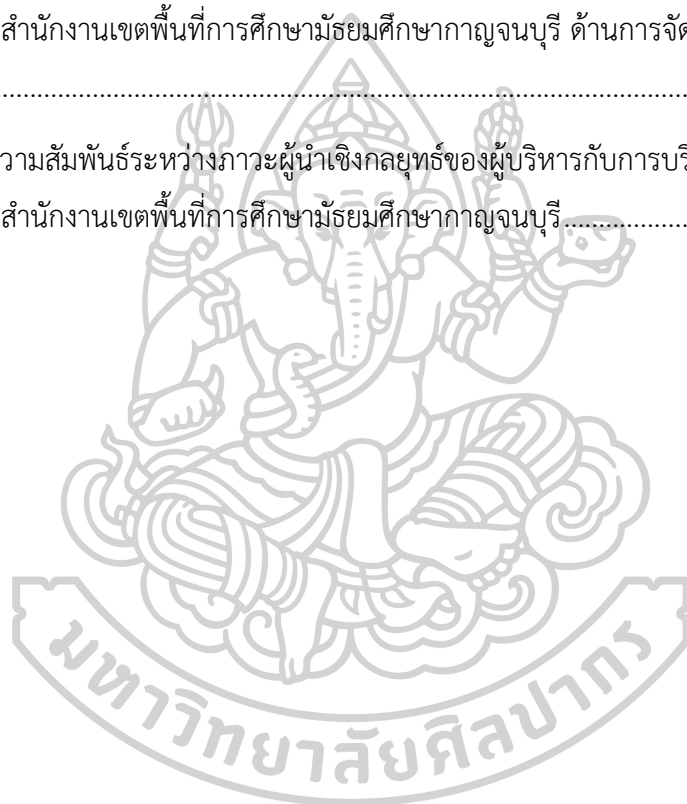 สำนักงานเขตพื้นที่การศึกษามัธยมศึกษากาญจนบุรี ด้านการจัด
........................................................................................................
วามสัมพันธ์ระหว่างภาวะผู้นำเชิงกลยุทธ์ของผู้บริหารกับการบริ
สำนักงานเขตพื้นที่การศึกษามัธยมศึกษากาญจนบุรี..................
มหาวิทยาลัยศิลปากร